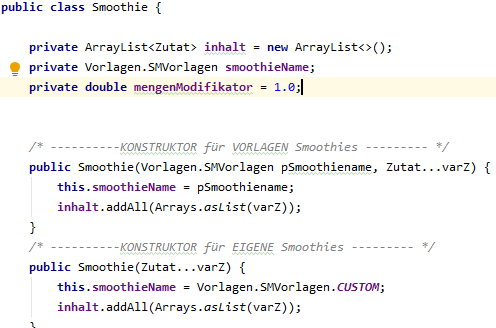 public class Smoothie {
private ArrayList<Zutat> inhalt = new ArrayList<>();
private Vorlagen.SMVorlagen smoothieName;
private double mengenModifikator = 1.0;
/* ----------KONSTRUKTOR für VORLAGEN Smoothies --------- */
public Smoothie(Vorlagen.SMVorlagen pSmoothiename, Zutat...varZ) {
this.smoothieName = pSmoothiename;
inhalt.addAll(Arrays.asList(varZ));
}
/* ----------KONSTRUKTOR für EIGENE Smoothies --------- */
public Smoothie(Zutat...varZ) {
this.smoothieName = Vorlagen.SMVorlagen.CUSTOM;
inhalt.addAll(Arrays.asList(varZ));
}